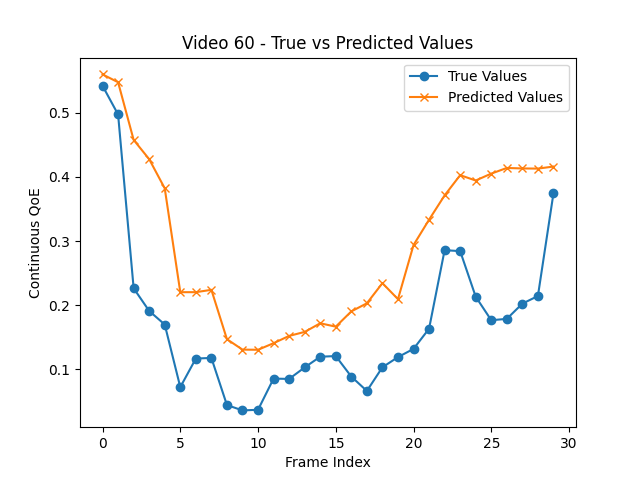 Video 60 - True vs Predicted Values
True Values
Predicted Values
Continuous QoE
0.5
0.4
0.3
0.2
0.1
0 5 10 15 20 25 30
Frame Index